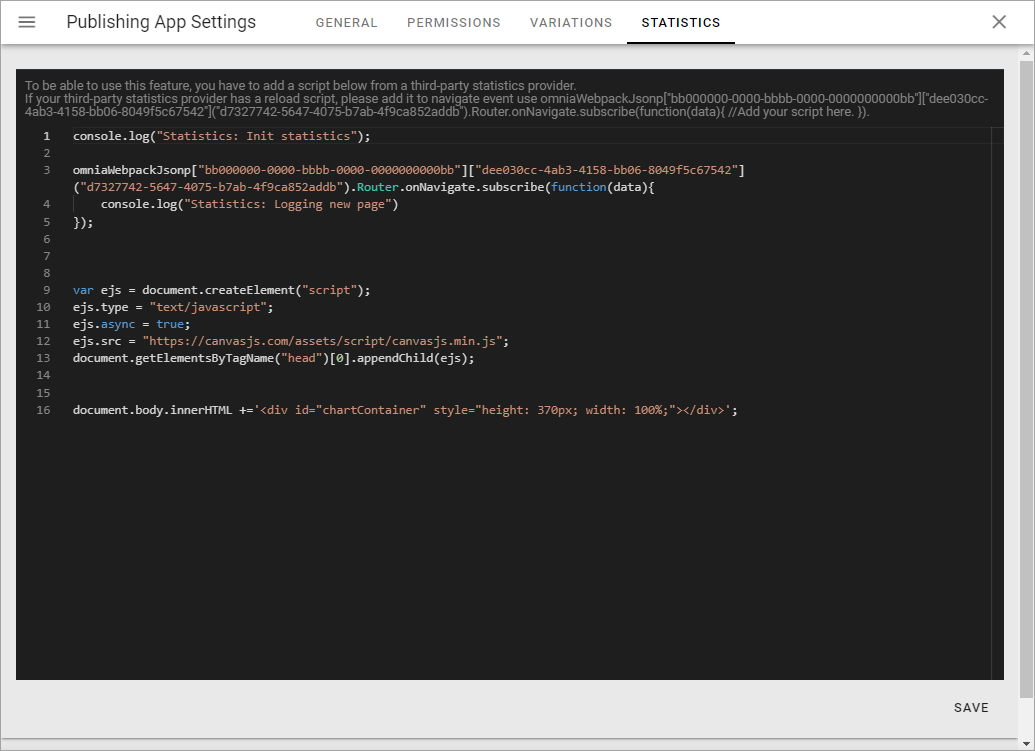 Publishing App Settings GENERAL PERMISSIONS VARIATIONS STATISTICS
To be able to use this feature, you have to add a script below from a third-party statistics provider.
If your third-party statistics provider has a reload script, please add it to navigate event use omniaWebpackJsonp["bb000000-0000-bbbb-0000-0000000000bb"]["dee030cc-
4ab3-4158-bb06-8049f5c67542"]("d7327742-5647-4075-b7ab-4f9ca852addb").Router.onNavigate.subscribe(function(data){ //Add your script here. }).
1 console.log("Statistics: Init statistics");
2
3 omniaWebpackJsonp["bb000000-0000-bbbb-0000-0000000000bb"]["dee030cc-4ab3-4158-bb06-8049f5c67542"]
("d7327742-5647-4075-b7ab-4f9ca852addb").Router.onNavigate.subscribe(function(data){
4 console.log("Statistics: Logging new page")
5 });
6
7
8
9 var ejs = document.createElement("script");
10 ejs.type = "text/javascript";
11 ejs.async = true;
12 ejs.src = "https://canvasjs.com/assets/script/canvasjs.min.js";
13 document.getElementsByTagName("head")[0].appendChild(ejs);
14
15
16 document.body.innerHTML +='<div id="chartContainer" style="height: 370px; width: 100%;"></div>';
SAVE